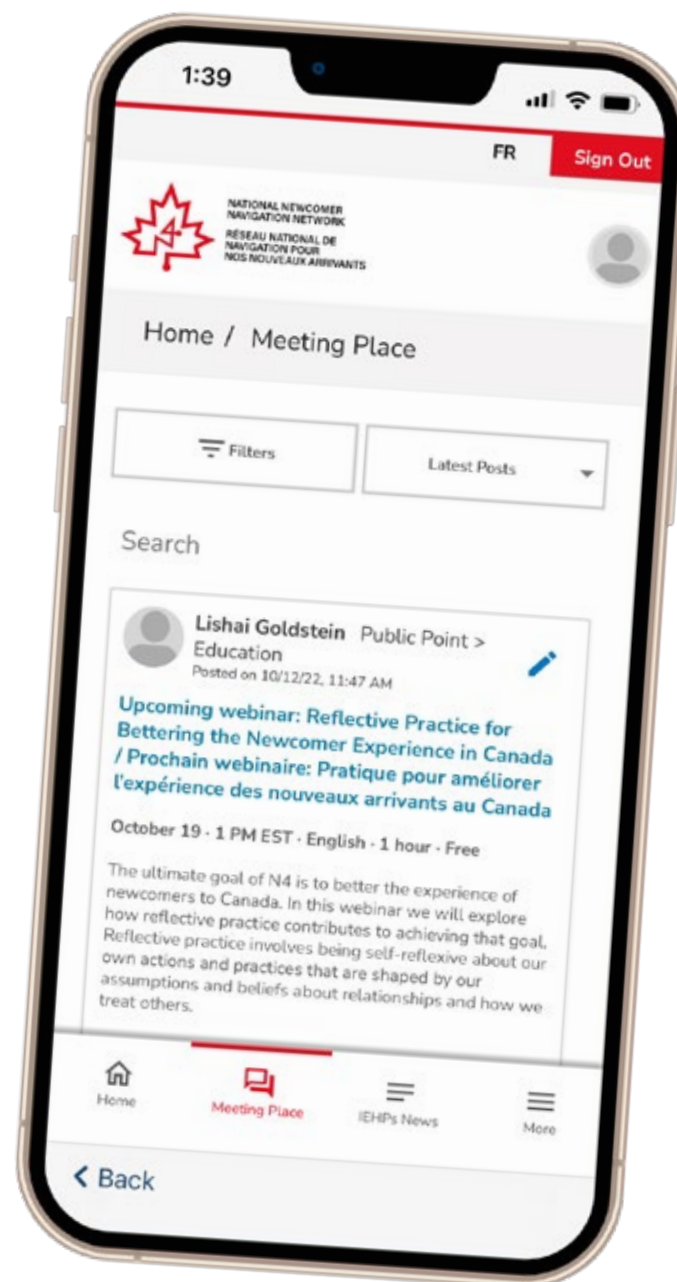 1:39
FR
Sign Out
NATIONAL NEWCOMER
NAVIGATION NETWORK
RÉSEAU NATIONAL DE
NAVIGATION POUR
NOS NOUVEAUX ARRIVANTS
N4
Home / Meeting Place
Filters
Latest Posts
Search
Lishai Goldstein Public Point >
Education
Posted on 10/12/22, 11:47 AM
Upcoming webinar: Reflective Practice for
Bettering the Newcomer Experience in Canada
/ Prochain webinaire: Pratique pour améliorer
l'expérience des nouveaux arrivants au Canada
October 19 · 1 PM EST · English · 1 hour · Free
The ultimate goal of N4 is to better the experience of
newcomers to Canada. In this webinar we will explore
how reflective practice contributes to achieving that goal.
Reflective practice involves being self-reflexive about our
own actions and practices that are shaped by our
assumptions and beliefs about relationships and how we
treat others.
Home
Meeting Place
IEHPs News
More
Back